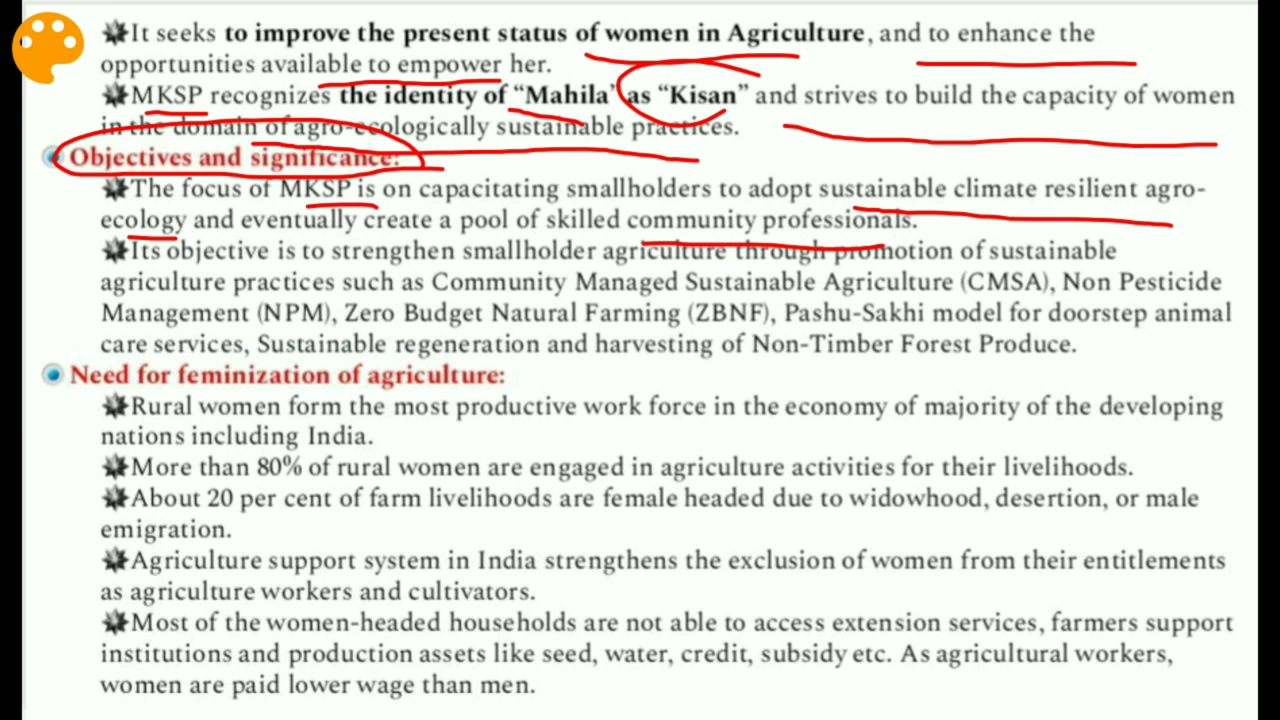 It seeks to improve the present status of women in Agriculture, and to enhance the
opportunities available to empower her.
MKSP recognizes the identity of “Mahila” as “Kisan” and strives to build the capacity of women
in the domain of agro-ecologically sustainable practices.
Objectives and significance:
The focus of MKSP is on capacitating smallholders to adopt sustainable climate resilient agro-
ecology and eventually create a pool of skilled community professionals.
Its objective is to strengthen smallholder agriculture through promotion of sustainable
agriculture practices such as Community Managed Sustainable Agriculture (CMSA), Non Pesticide
Management (NPM), Zero Budget Natural Farming (ZBNF), Pashu-Sakhi model for doorstep animal
care services, Sustainable regeneration and harvesting of Non-Timber Forest Produce.
Need for feminization of agriculture:
Rural women form the most productive work force in the economy of majority of the developing
nations including India.
More than 80% of rural women are engaged in agriculture activities for their livelihoods.
About 20 per cent of farm livelihoods are female headed due to widowhood, desertion, or male
emigration.
Agriculture support system in India strengthens the exclusion of women from their entitlements
as agriculture workers and cultivators.
Most of the women-headed households are not able to access extension services, farmers support
institutions and production assets like seed, water, credit, subsidy etc. As agricultural workers,
women are paid lower wage than men.